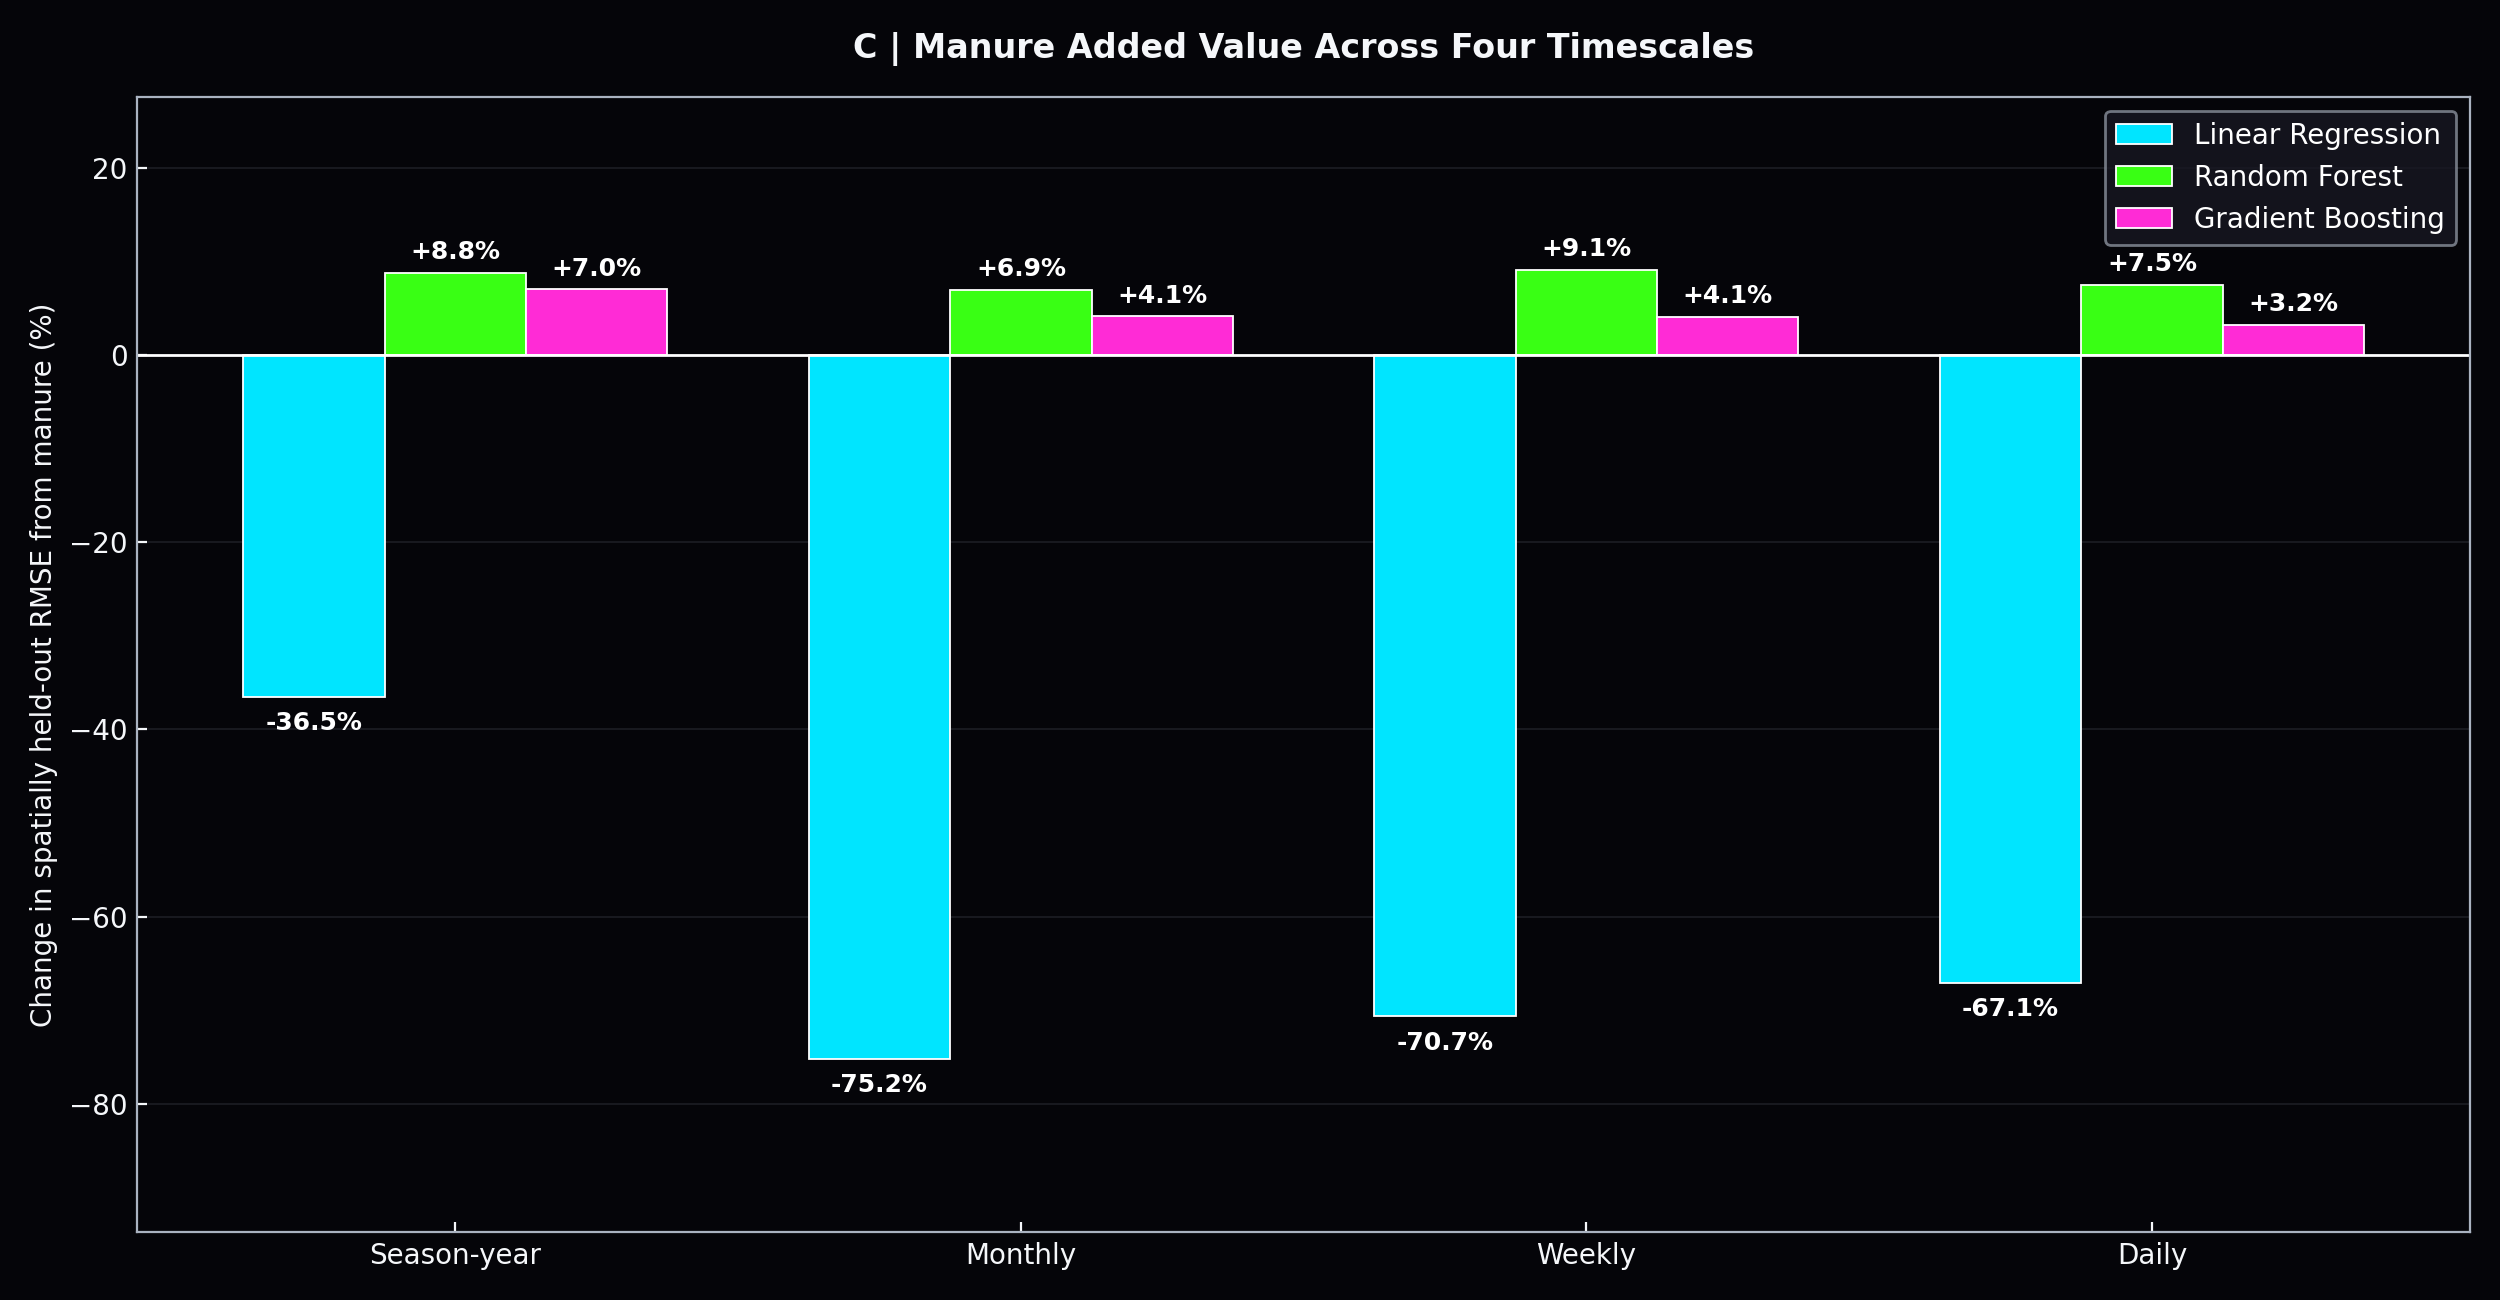 C | Manure Added Value Across Four Timescales
Linear Regression
Random Forest
Gradient Boosting
Change in spatially held-out RMSE from manure (%)
20
0
−20
−40
−60
−80
+8.8%
+7.0%
-36.5%
+6.9%
+4.1%
-75.2%
+9.1%
+4.1%
-70.7%
+7.5%
+3.2%
-67.1%
Season-year
Monthly
Weekly
Daily